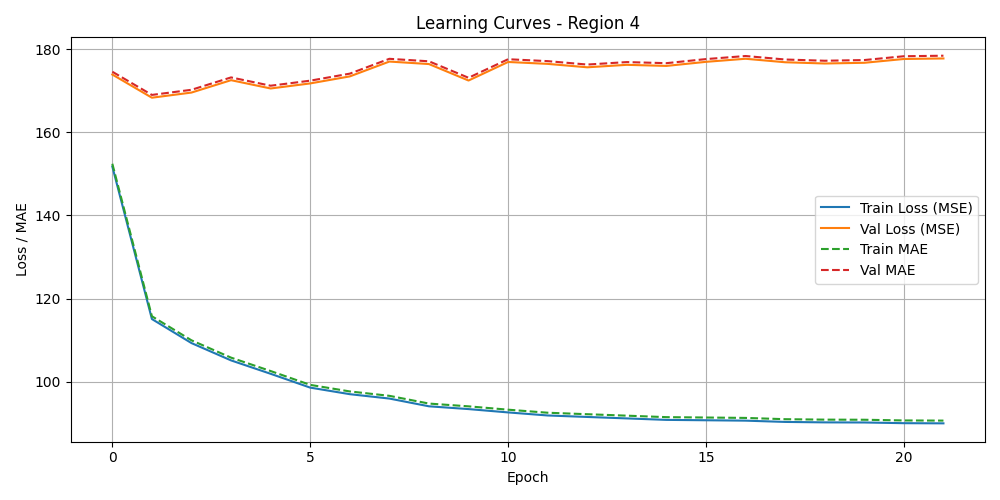 Learning Curves - Region 4
Loss / MAE
180
160
140
120
100
Train Loss (MSE)
Val Loss (MSE)
Train MAE
Val MAE
0
5
10
15
20
Epoch